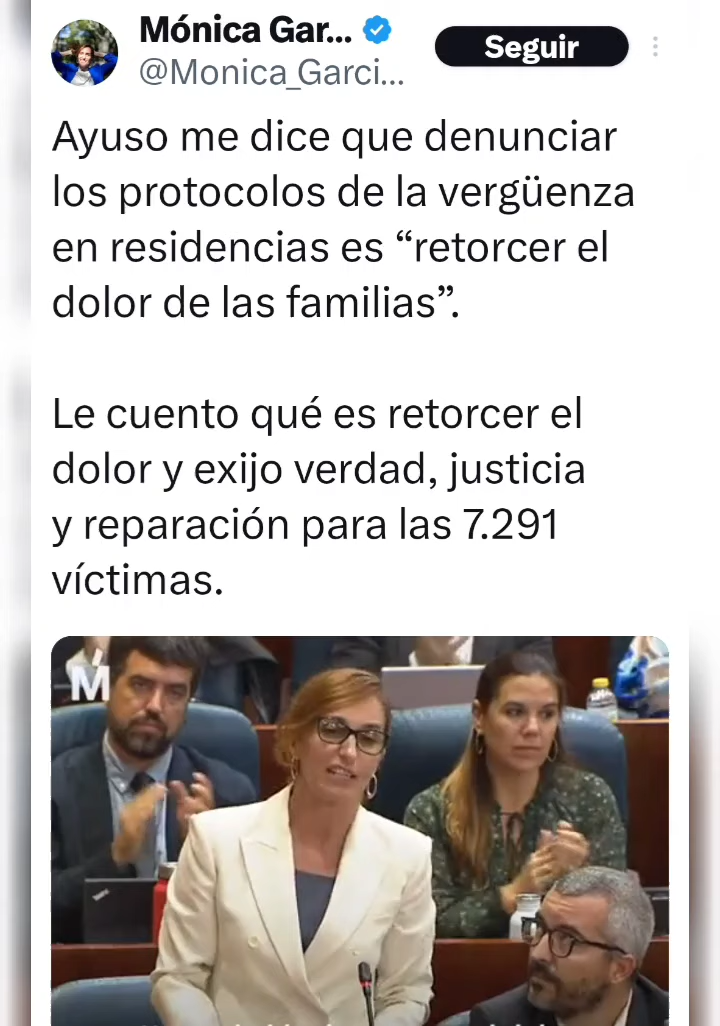 Mónica Gar...
@Monica_Garci...
Seguir
Ayuso me dice que denunciar
los protocolos de la vergüenza
en residencias es “retorcer el
dolor de las familias”.
Le cuento qué es retorcer el
dolor y exijo verdad, justicia
y reparación para las 7.291
víctimas.
Ḿ